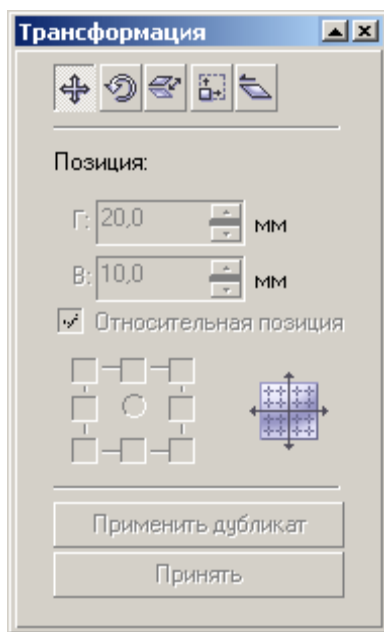 Трансформация
Позиция:
Г: 20,0 мм
В: 10,0 мм
Относительная позиция
Применить дубликат
Принять